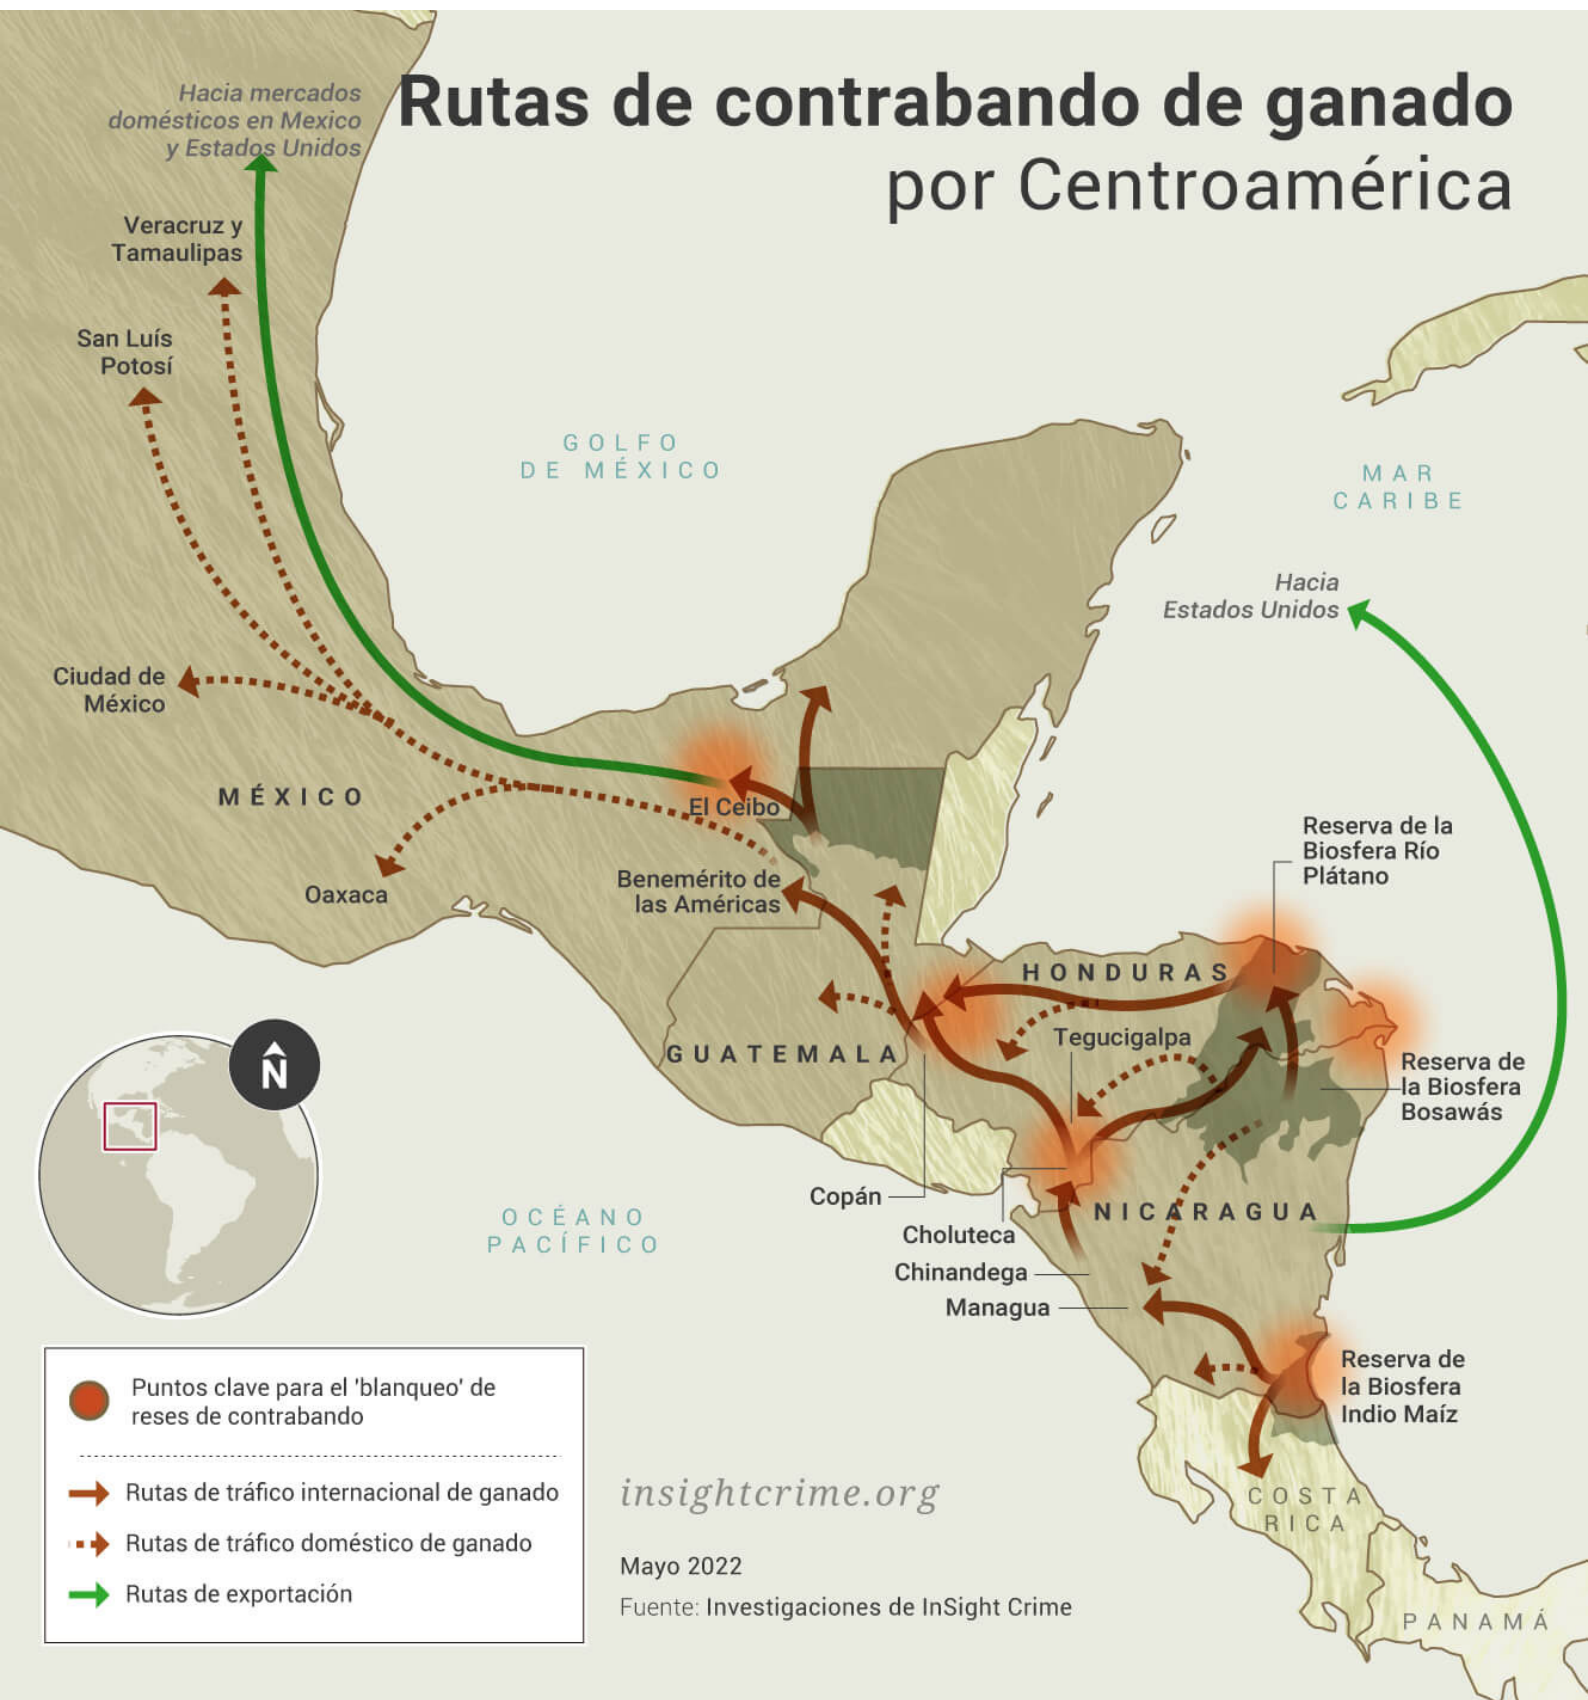 Rutas de contrabando de ganado
por Centroamérica
Hacia mercados
domésticos en Mexico
y Estados Unidos
Veracruz y
Tamaulipas
San Luís
Potosí
GOLFO
DE MÉXICO
MAR
CARIBE
Hacia
Estados Unidos
Ciudad de
México
MÉXICO
El Ceibo
Oaxaca
Benemérito de
las Américas
Reserva de la
Biosfera Río
Plátano
HONDURAS
Tegucigalpa
GUATEMALA
Reserva de
la Biosfera
Bosawás
N
Copán
Choluteca
NICARAGUA
OCÉANO
PACÍFICO
Chinandega
Managua
Reserva de
la Biosfera
Indio Maíz
COSTA
RICA
PANAMÁ
Puntos clave para el 'blanqueo' de
reses de contrabando
Rutas de tráfico internacional de ganado
Rutas de tráfico doméstico de ganado
Rutas de exportación
insightcrime.org
Mayo 2022
Fuente: Investigaciones de InSight Crime